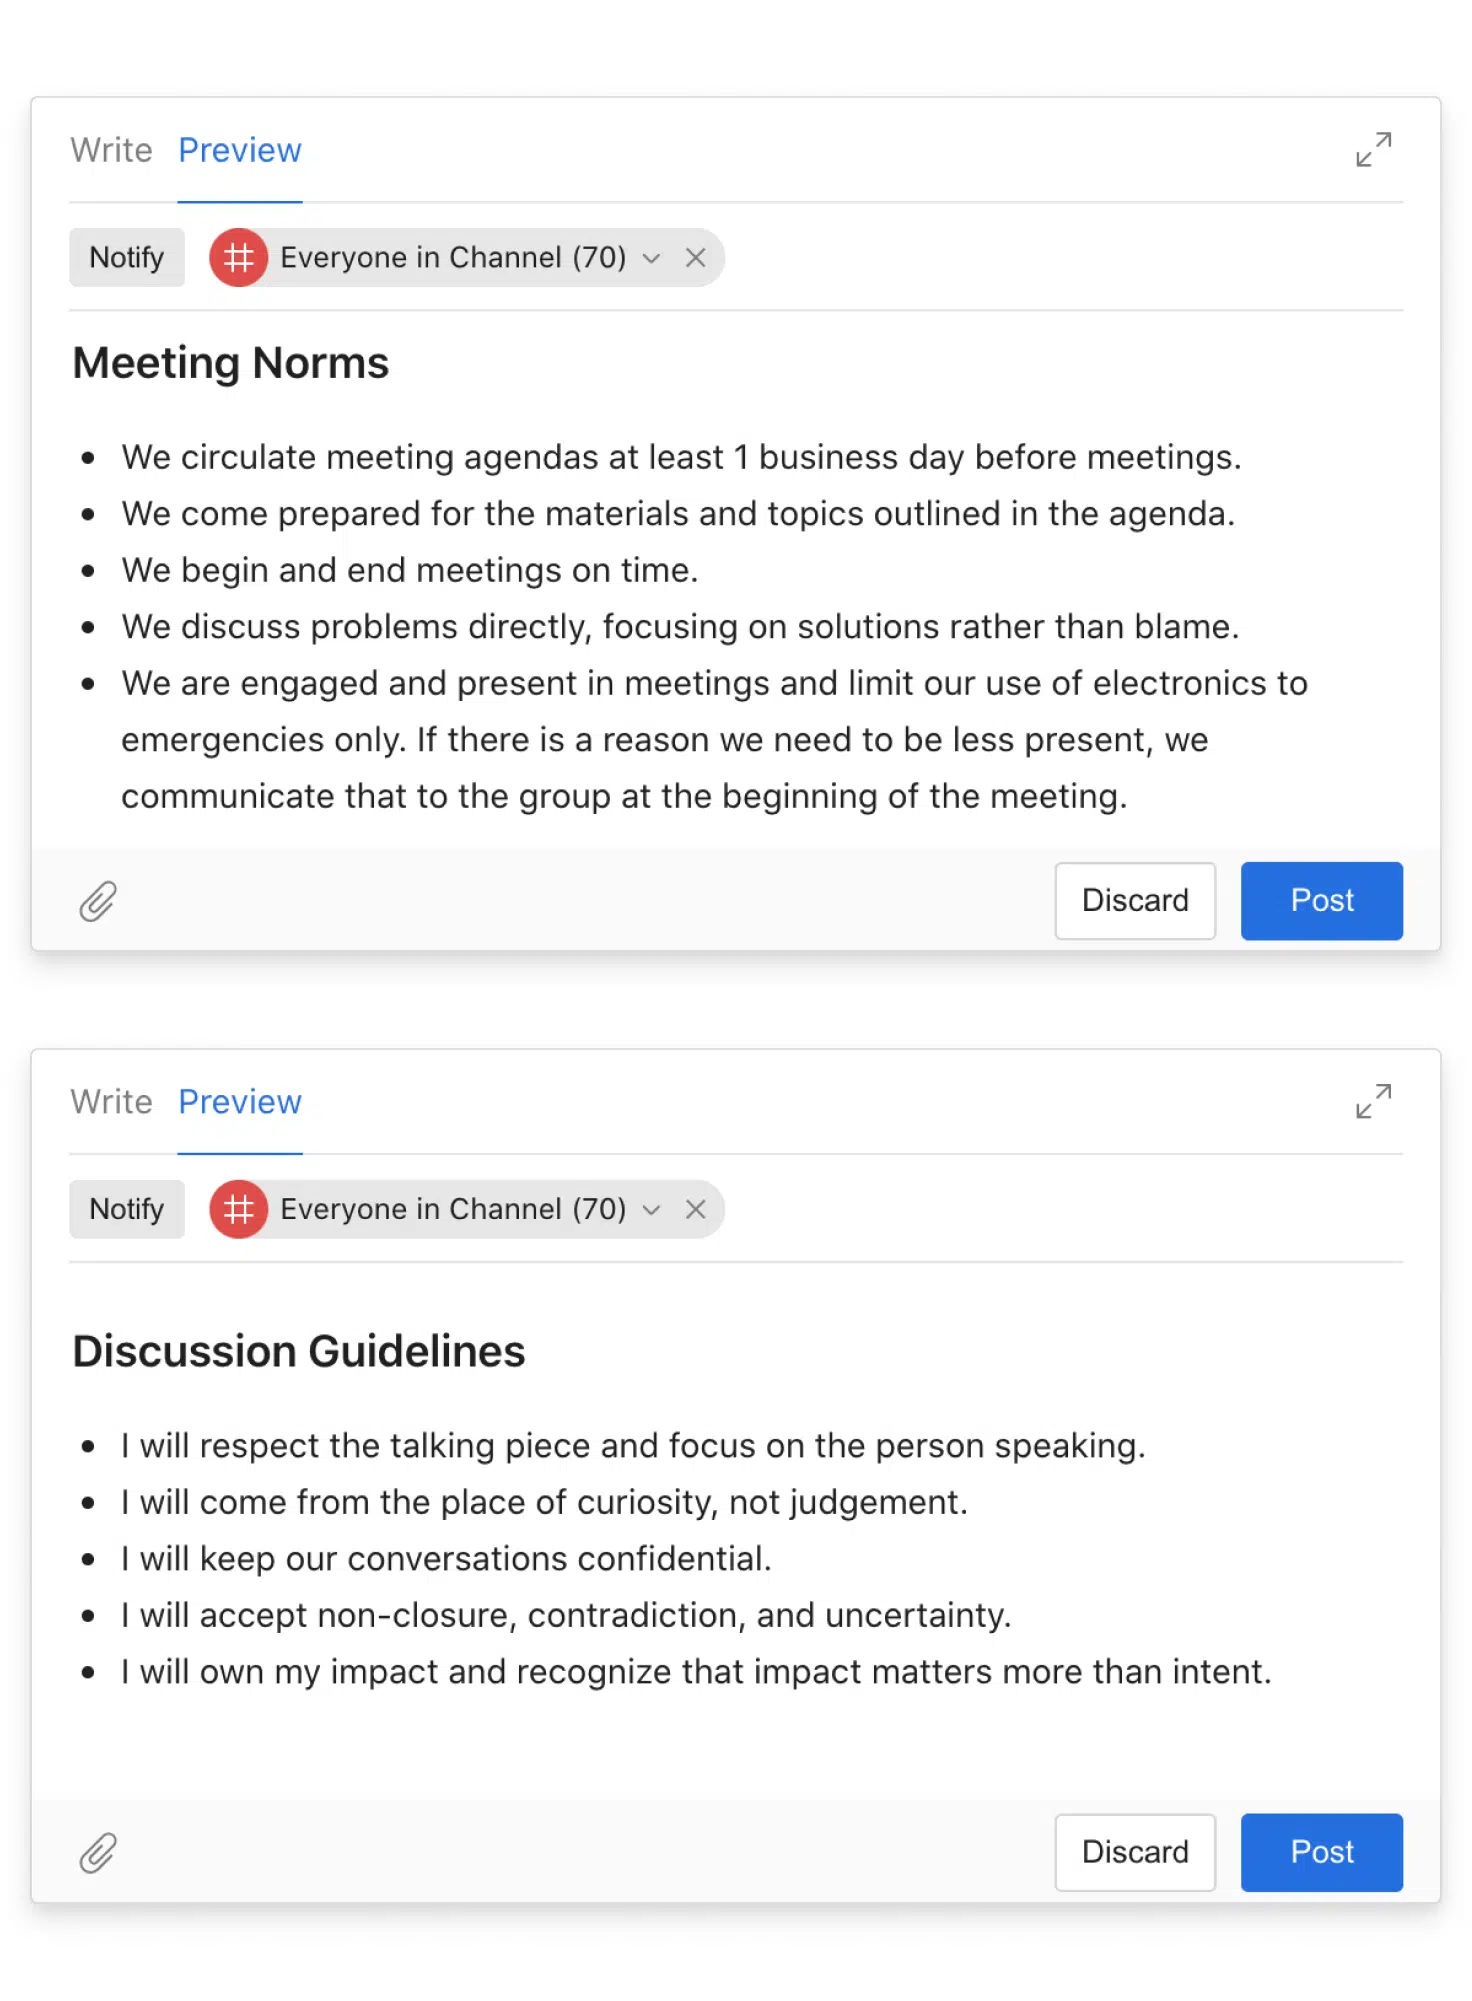 Write Preview
Notify Everyone in Channel (70)
Meeting Norms
• We circulate meeting agendas at least 1 business day before meetings.
• We come prepared for the materials and topics outlined in the agenda.
• We begin and end meetings on time.
• We discuss problems directly, focusing on solutions rather than blame.
• We are engaged and present in meetings and limit our use of electronics to
emergencies only. If there is a reason we need to be less present, we
communicate that to the group at the beginning of the meeting.
Discard Post
Write Preview
Notify Everyone in Channel (70)
Discussion Guidelines
• I will respect the talking piece and focus on the person speaking.
• I will come from the place of curiosity, not judgement.
• I will keep our conversations confidential.
• I will accept non-closure, contradiction, and uncertainty.
• I will own my impact and recognize that impact matters more than intent.
Discard Post